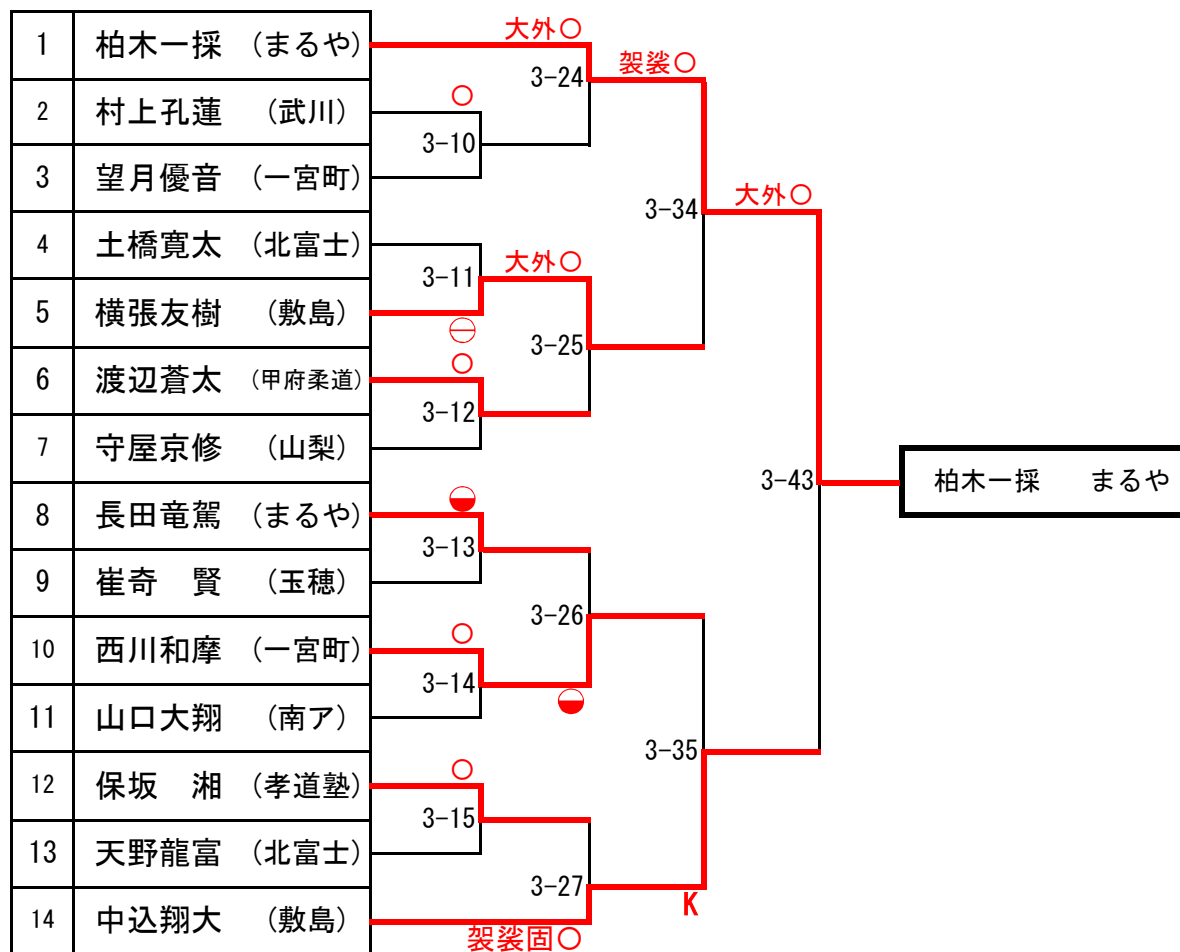 1 柏木一採 (まるや)
2 村上孔蓮 (武川)
3 望月優音 (一宮町)
4 土橋寛太 (北富士)
5 横張友樹 (敷島)
6 渡辺蒼太 (甲府柔道)
7 守屋京修 (山梨)
8 長田竜駕 (まるや)
9 崔奇 賢 (玉穂)
10 西川和摩 (一宮町)
11 山口大翔 (南ア)
12 保坂 湘 (孝道塾)
13 天野龍富 (北富士)
14 中込翔大 (敷島)
○
3-10
3-11
○
3-12
3-13
○
3-14
○
3-15
大外○
3-24
大外○
3-25
3-26
3-27
袈裟固○
袈裟○
3-34
3-35
K
大外○
3-43
柏木一採 まるや